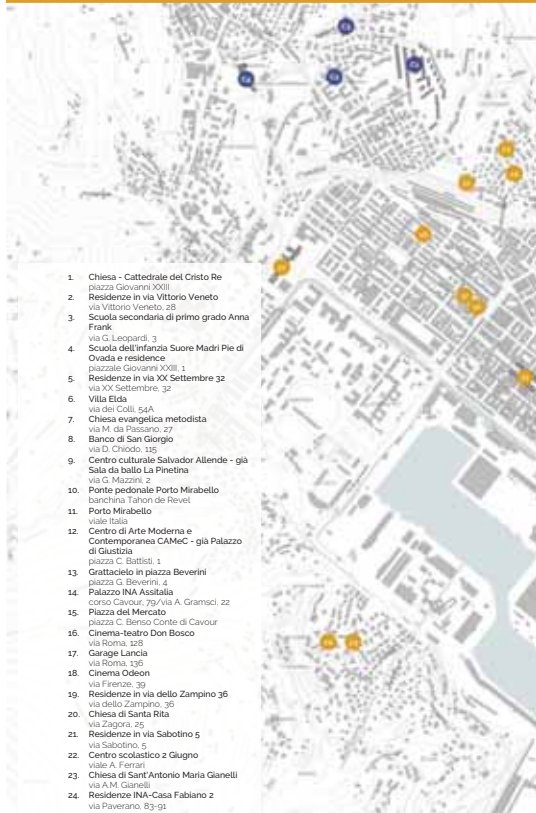 1. Chiesa - Cattedrale del Cristo Re
piazza Giovanni XXIII
2. Residenze in via Vittorio Veneto
via Vittorio Veneto, 28
3. Scuola secondaria di primo grado Anna
Frank
via G. Leopardi, 3
4. Scuola dell'infanzia Suore Madri Pie di
Ovada e residence
piazzale Giovanni XXIII, 1
5. Residenze in via XX Settembre 32
via XX Settembre, 32
6. Villa Elda
via dei Colli, 54A
7. Chiesa evangelica metodista
via M. da Passano, 27
8. Banco di San Giorgio
via D. Chiodo, 115
9. Centro culturale Salvador Allende - già
Sala da ballo La Pinetina
via G. Mazzini, 2
10. Ponte pedonale Porto Mirabello
banchina Tahon de Revel
11. Porto Mirabello
viale Italia
12. Centro di Arte Moderna e
Contemporanea CAMeC - già Palazzo
di Giustizia
piazza C. Battisti, 1
13. Grattacielo in piazza Beverini
piazza G. Beverini, 4
14. Palazzo INA Assitalia
corso Cavour, 79/via A. Gramsci, 22
15. Piazza del Mercato
piazza C. Benso Conte di Cavour
16. Cinema-teatro Don Bosco
via Roma, 128
17. Garage Lancia
via Roma, 136
18. Cinema Odeon
via Firenze, 39
19. Residenze in via dello Zampino 36
via dello Zampino, 36
20. Chiesa di Santa Rita
via Zagora, 25
21. Residenze in via Sabotino 5
via Sabotino, 5
22. Centro scolastico 2 Giugno
viale A. Ferrari
23. Chiesa di Sant'Antonio Maria Gianelli
via A.M. Gianelli
24. Residenze INA-Casa Fabiano 2
via Paverano, 83-91